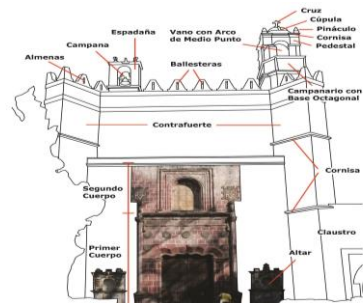 Cruz
Cúpula
Pináculo
Cornisa
Pedestal
Espadaña
Vano con Arco
de Medio Punto
Campana
Almenas
Ballesteras
Campanario con
Base Octagonal
Contrafuerte
Cornisa
Segundo
Cuerpo
Claustro
Primer
Cuerpo
Altar